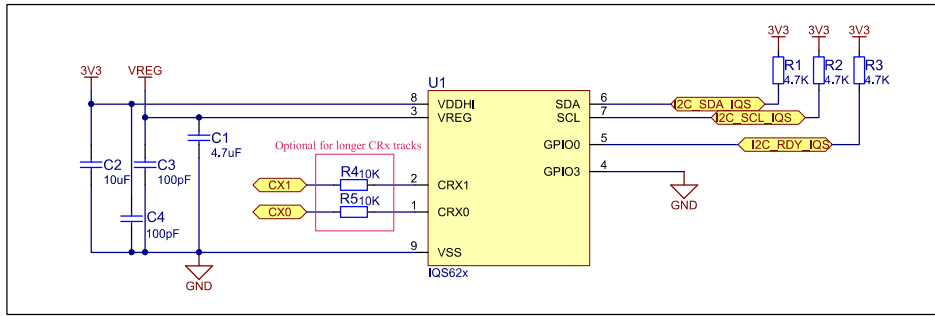 3V3 3V3 3V3
R1 R2 R3
4.7K 4.7K 4.7K
3V3 VREG
U1
8 VDDHI SDA 6 I2C_SDA_IQS
3 VREG SCL 7 I2C_SCL_IQS
C1
4.7uF
Optional for longer CRx tracks
GPIO0 5 I2C_RDY_IQS
C2 C3
10uF 100pF
GPIO3 4
CX1 R4 10K 2 CRX1
GND
CX0 R5 10K 1 CRX0
C4
100pF
9 VSS
IQS62x
GND